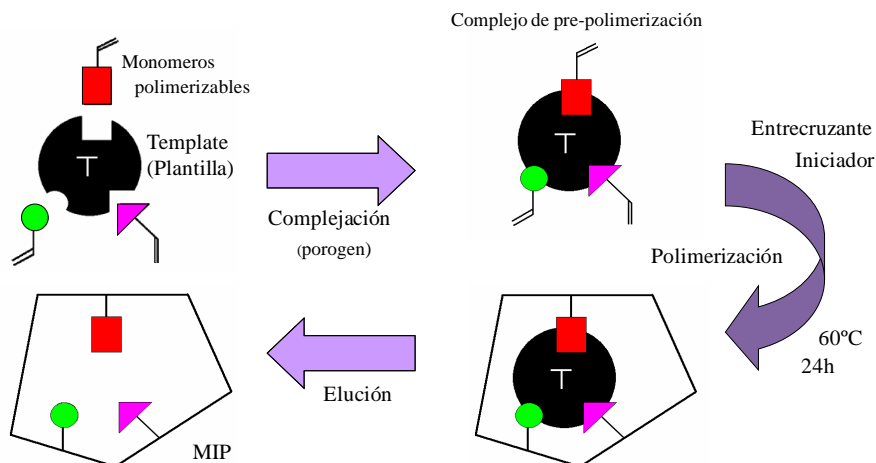 Complejo de pre-polimerización
Monomeros
polimerizables
Template
(Plantilla)
T
Complejación
(porogen)
T
Entrecruzante
Iniciador
Polimerización
60ºC
24h
T
Elución
MIP